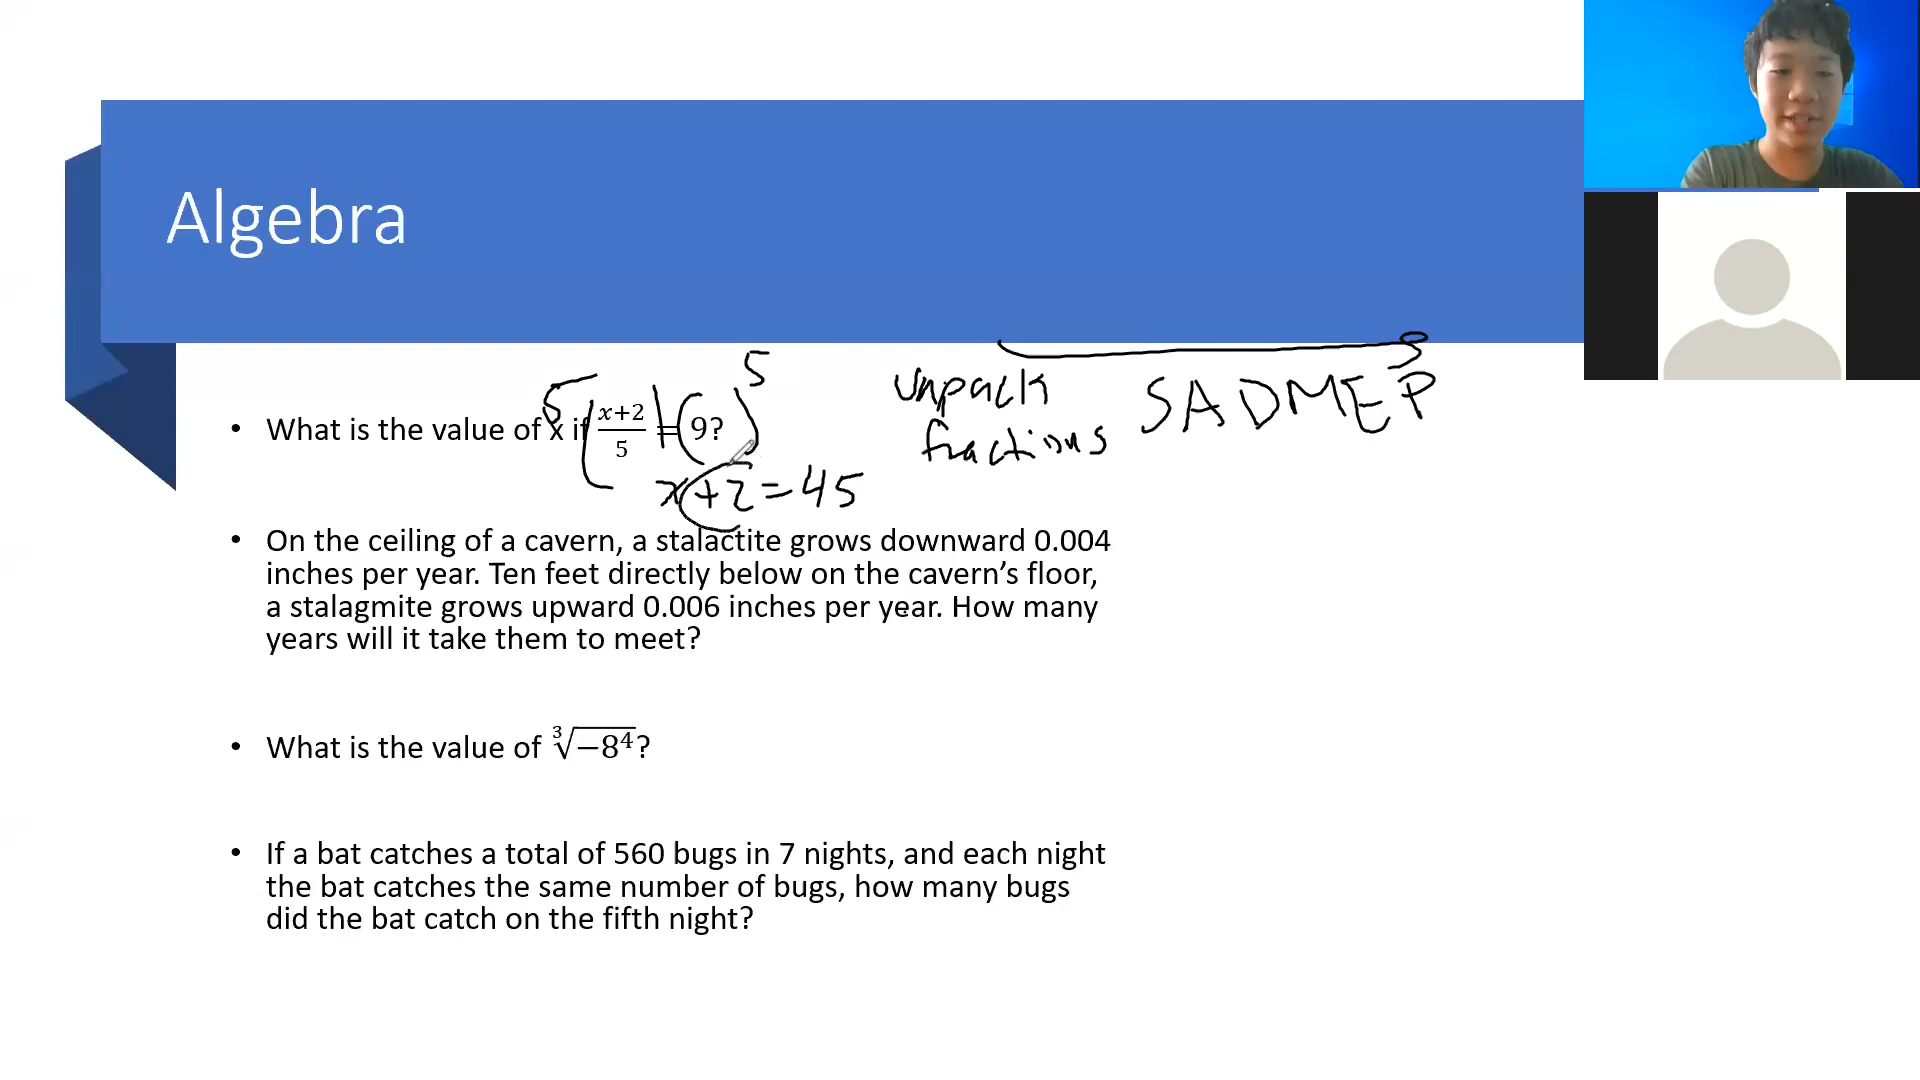 Algebra
5
Unpack SADMEP
fractions
5
• What is the value of x if (x+2)/5 = 9?
x+2=45
• On the ceiling of a cavern, a stalactite grows downward 0.004
inches per year. Ten feet directly below on the cavern’s floor,
a stalagmite grows upward 0.006 inches per year. How many
years will it take them to meet?
• What is the value of ∛−8⁴?
• If a bat catches a total of 560 bugs in 7 nights, and each night
the bat catches the same number of bugs, how many bugs
did the bat catch on the fifth night?